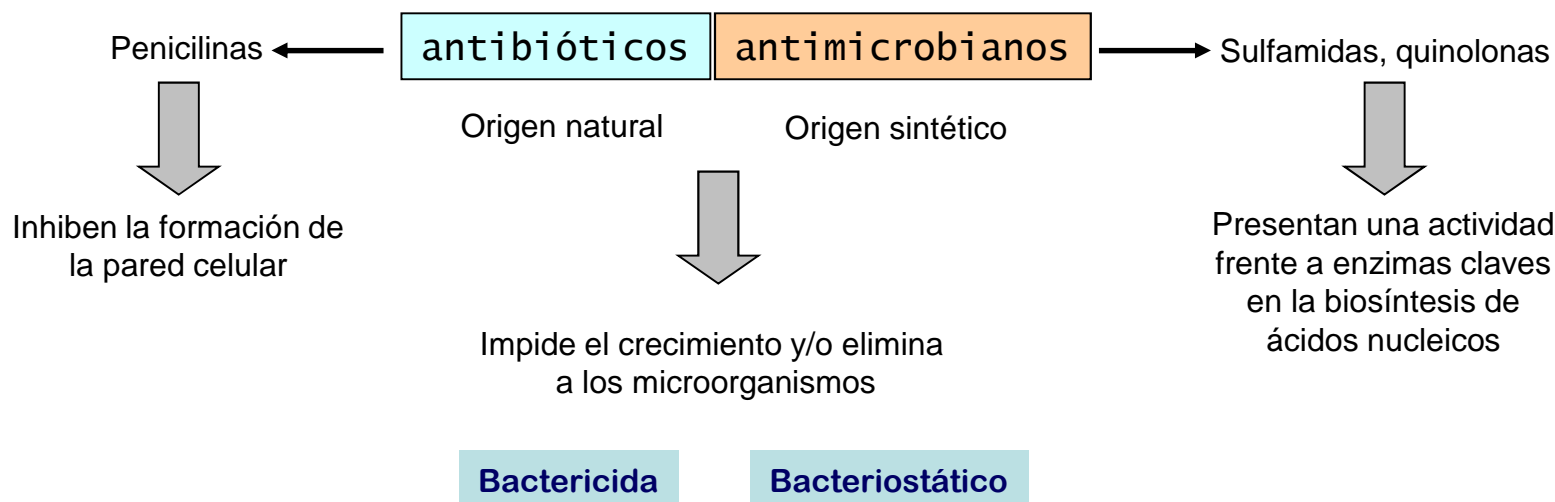 Penicilinas
antibióticos
antimicrobianos
Sulfamidas, quinolonas
Origen natural
Origen sintético
Inhiben la formación de
la pared celular
Presentan una actividad
frente a enzimas claves
en la biosíntesis de
ácidos nucleicos
Impide el crecimiento y/o elimina
a los microorganismos
Bactericida
Bacteriostático